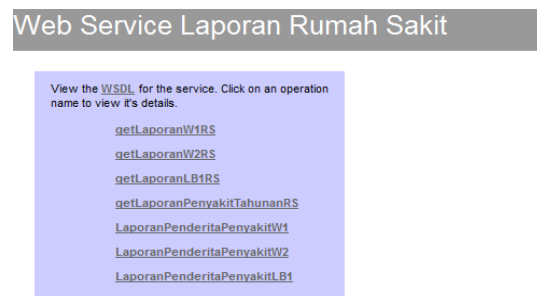 Web Service Laporan Rumah Sakit
View the WSDL for the service. Click on an operation
name to view it's details.
getLaporanW1RS
getLaporanW2RS
getLaporanLB1RS
getLaporanPenyakitTahunanRS
LaporanPenderitaPenyakitW1
LaporanPenderitaPenyakitW2
LaporanPenderitaPenyakitLB1